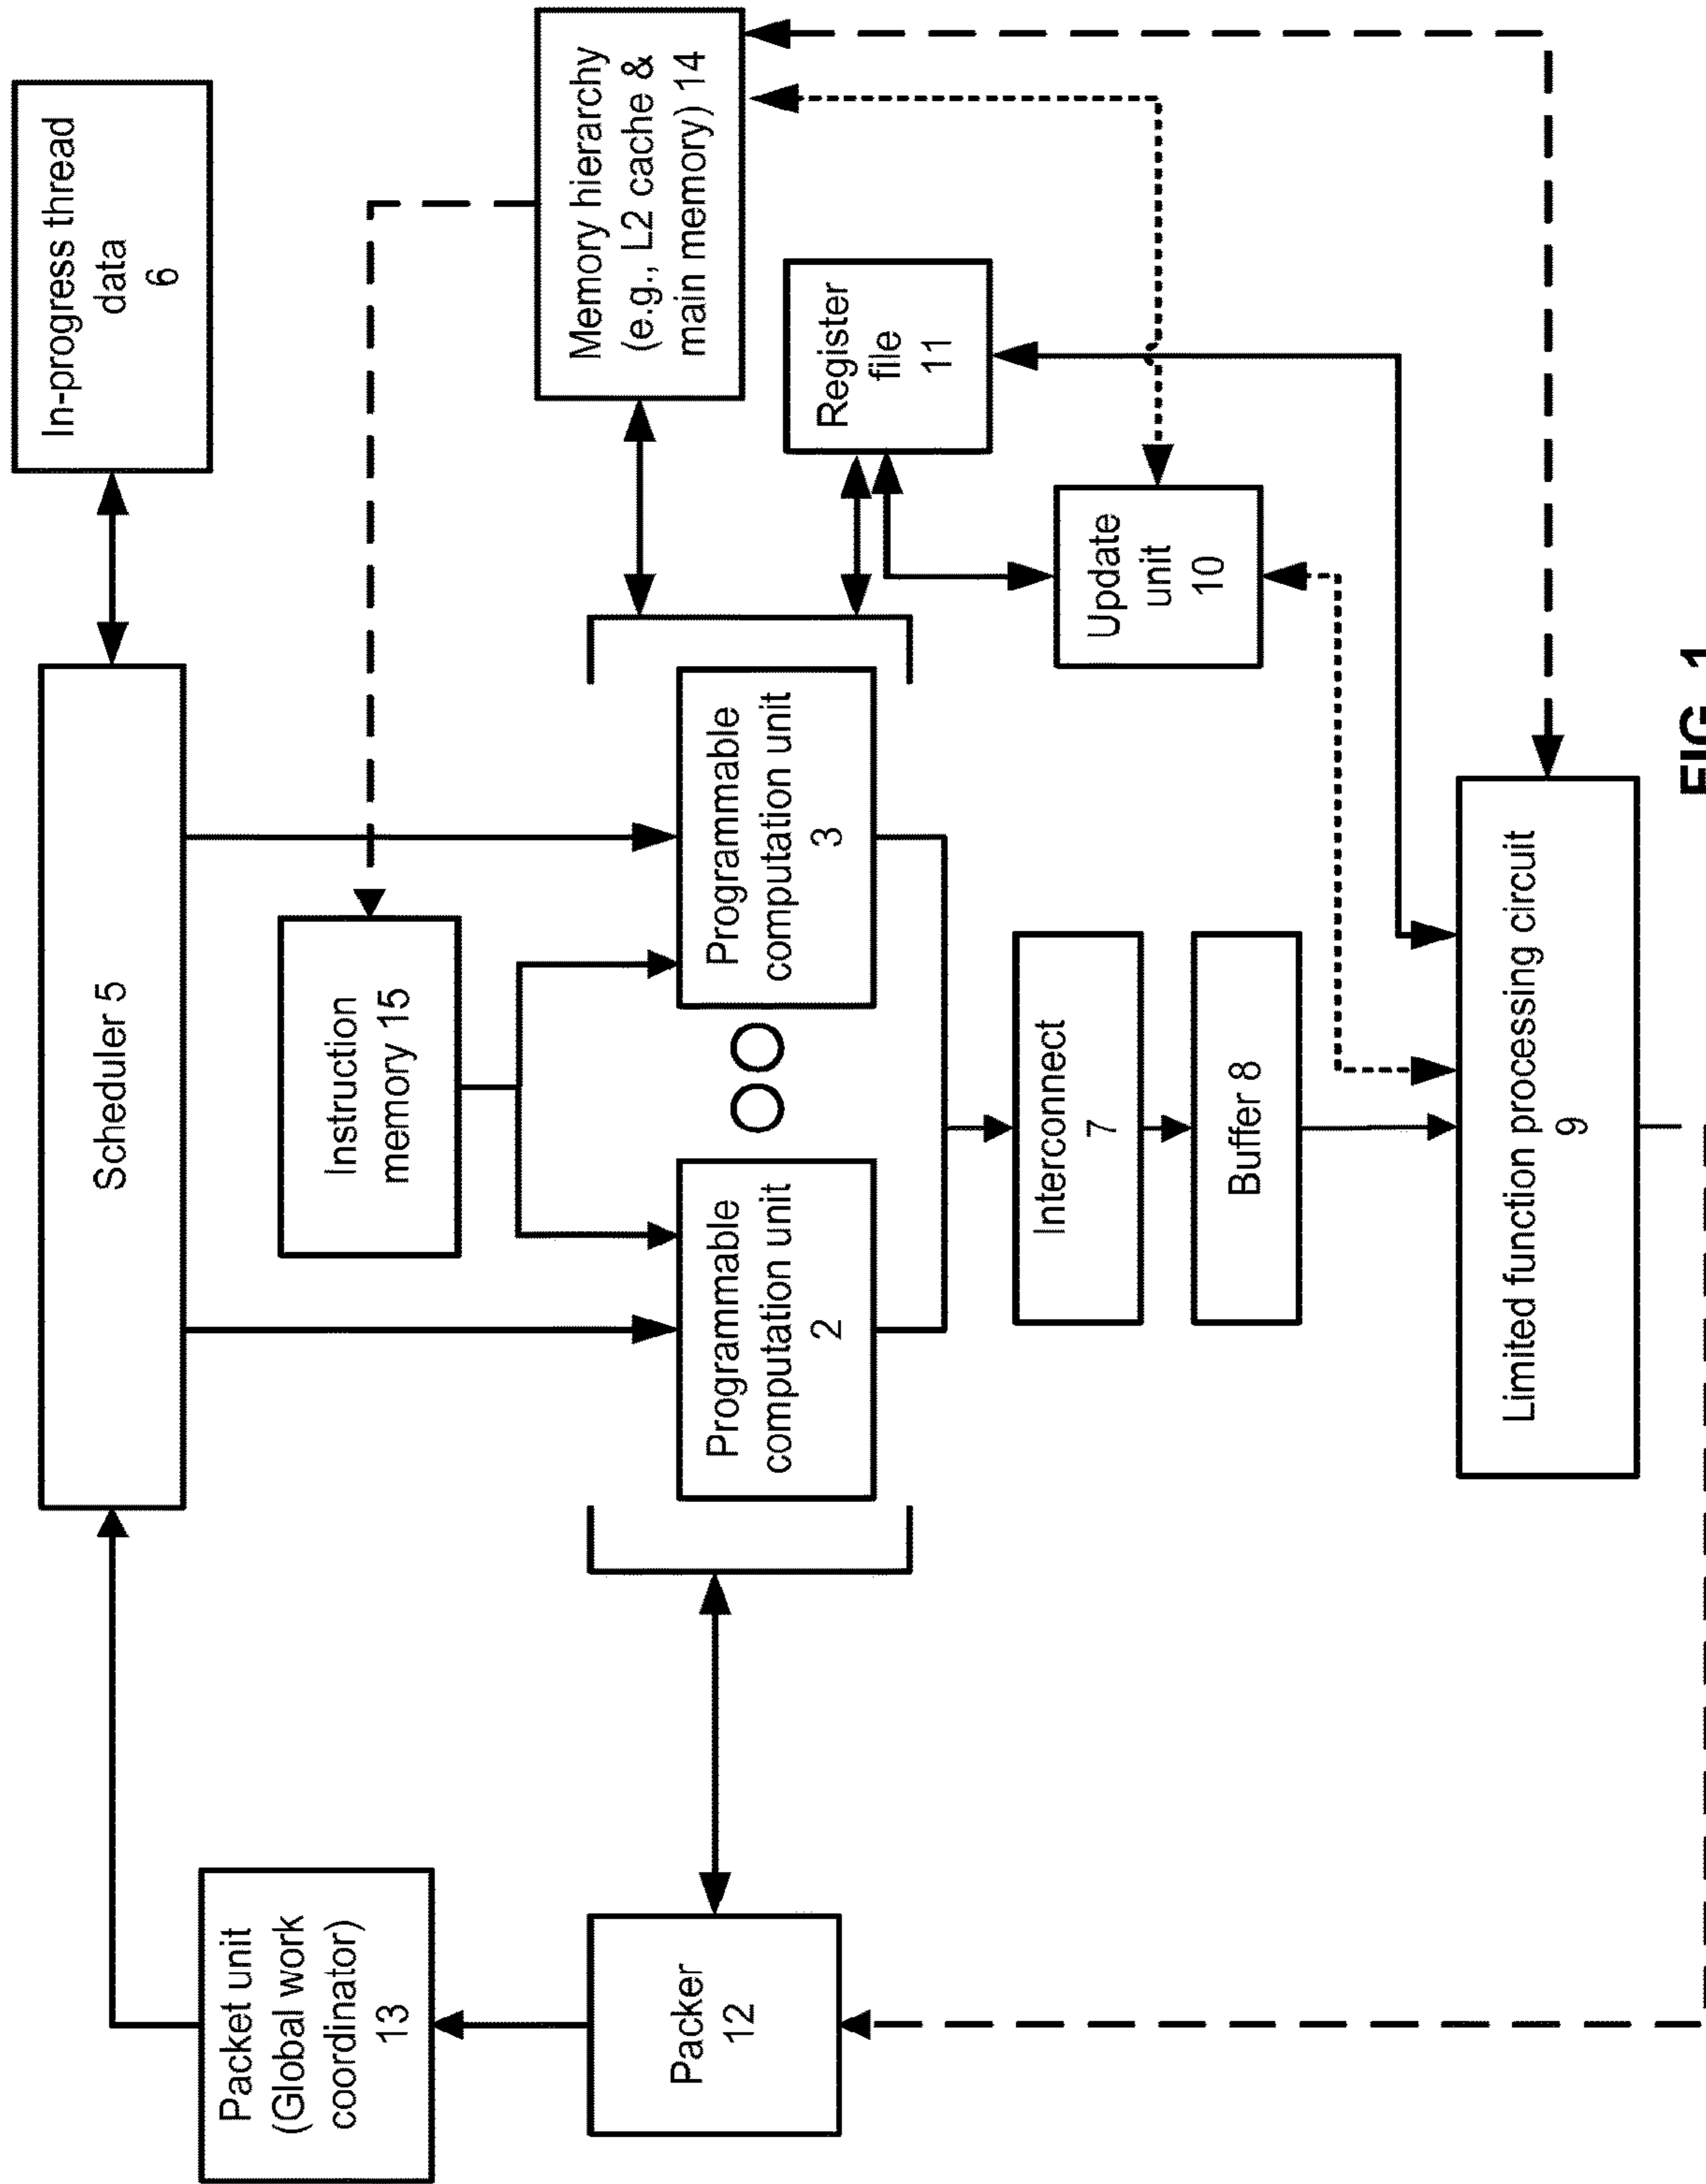 Packet unit
(Global work
coordinator)
13
Scheduler 5
In-progress thread
data
6
Instruction
memory 15
Memory hierarchy
(e.g., L2 cache &
main memory) 14
Packer
12
Programmable
computation unit
2
Programmable
computation unit
3
Register
file
11
Update
unit
10
Interconnect
7
Buffer 8
Limited function processing circuit
9
FIG. 1